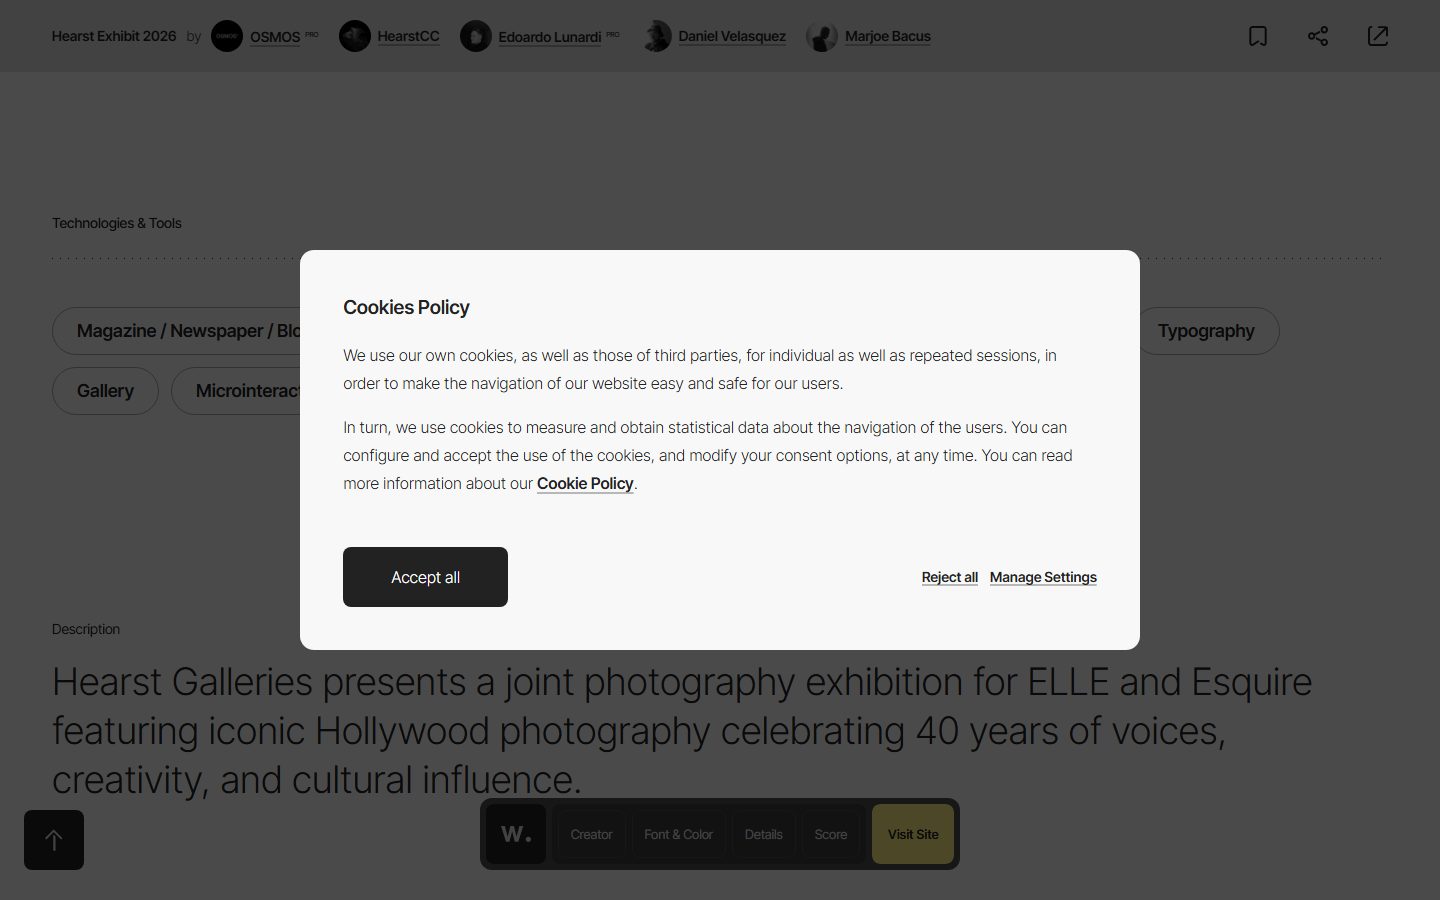 Hearst Exhibit 2026 by OSMOS PRO HearstCC Edoardo Lunardi PRO Daniel Velasquez Marjoe Bacus
Technologies & Tools
Magazine / Newspaper / Blo
Typography
Gallery
Microinteract
Cookies Policy
We use our own cookies, as well as those of third parties, for individual as well as repeated sessions, in
order to make the navigation of our website easy and safe for our users.
In turn, we use cookies to measure and obtain statistical data about the navigation of the users. You can
configure and accept the use of the cookies, and modify your consent options, at any time. You can read
more information about our Cookie Policy.
Accept all
Reject all
Manage Settings
Description
Hearst Galleries presents a joint photography exhibition for ELLE and Esquire
featuring iconic Hollywood photography celebrating 40 years of voices,
creativity, and cultural influence.
W.
Creator
Font & Color
Details
Score
Visit Site